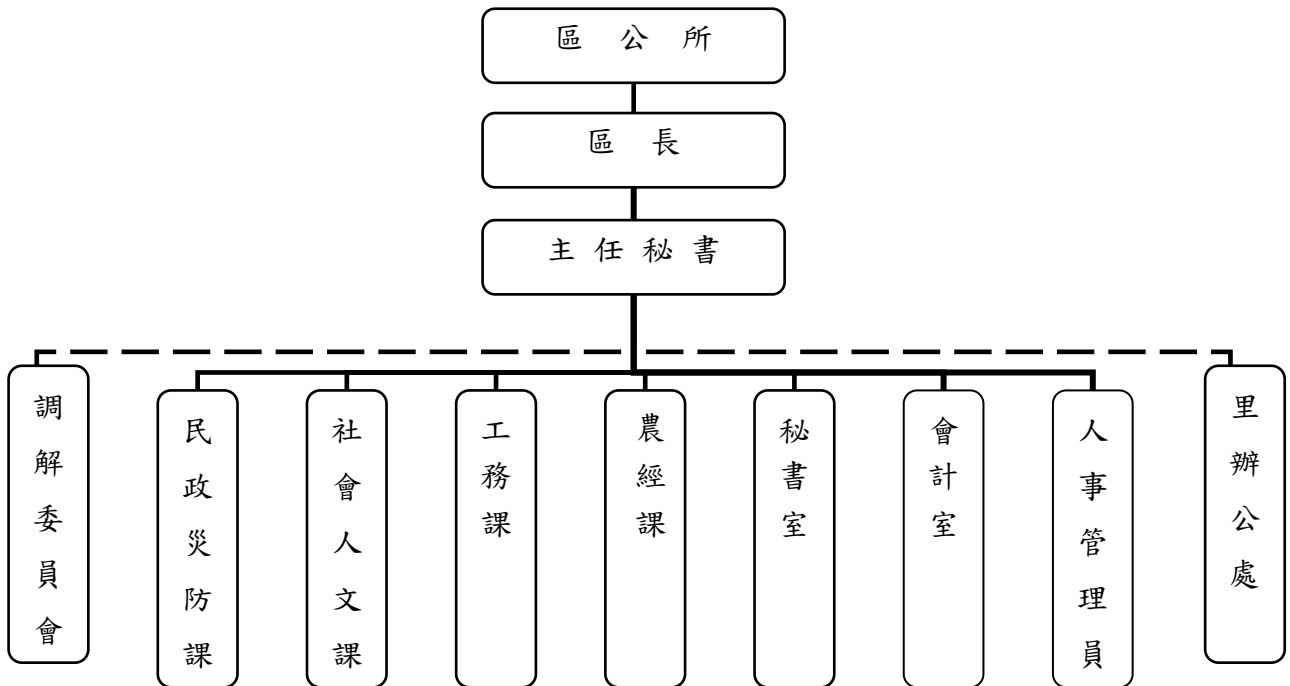 區公所
區長
主任秘書
調解委員會
民政災防課
社會人文課
工務課
農經課
秘書室
會計室
人事管理員
里辦公處